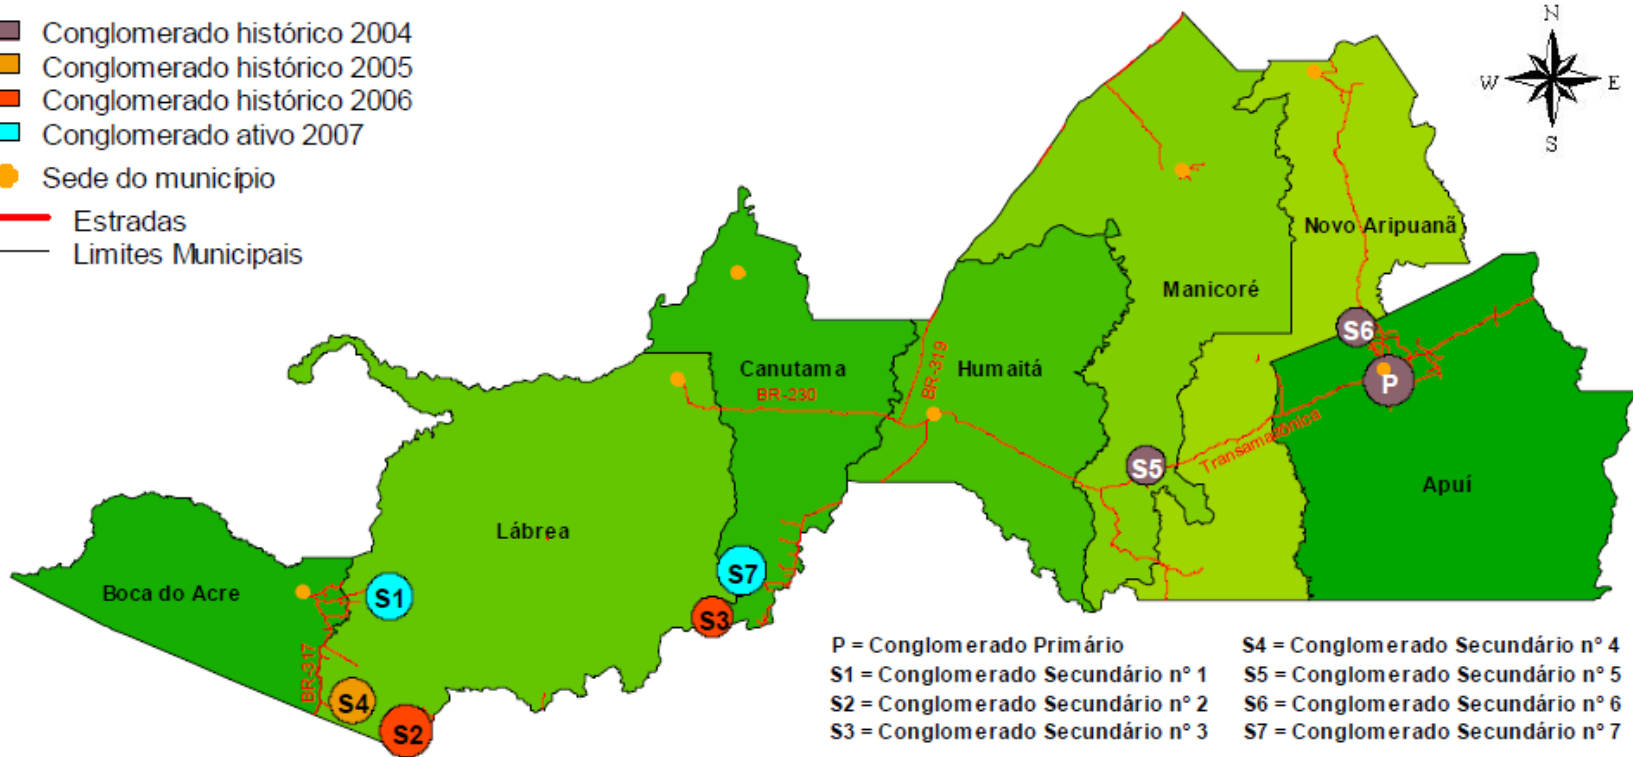 Conglomerado histórico 2004
Conglomerado histórico 2005
Conglomerado histórico 2006
Conglomerado ativo 2007
Sede do município
Estradas
Limites Municipais
N
W
E
S
Novo Aripuanã
Manicoré
S6
Canutama
BR-230
BR-319
Humaitá
P
Transamazônica
S5
Apuí
Lábrea
Boca do Acre
S1
S7
S3
BR-317
S4
S2
P = Conglomerado Primário
S1 = Conglomerado Secundário nº 1
S2 = Conglomerado Secundário nº 2
S3 = Conglomerado Secundário nº 3
S4 = Conglomerado Secundário nº 4
S5 = Conglomerado Secundário nº 5
S6 = Conglomerado Secundário nº 6
S7 = Conglomerado Secundário nº 7